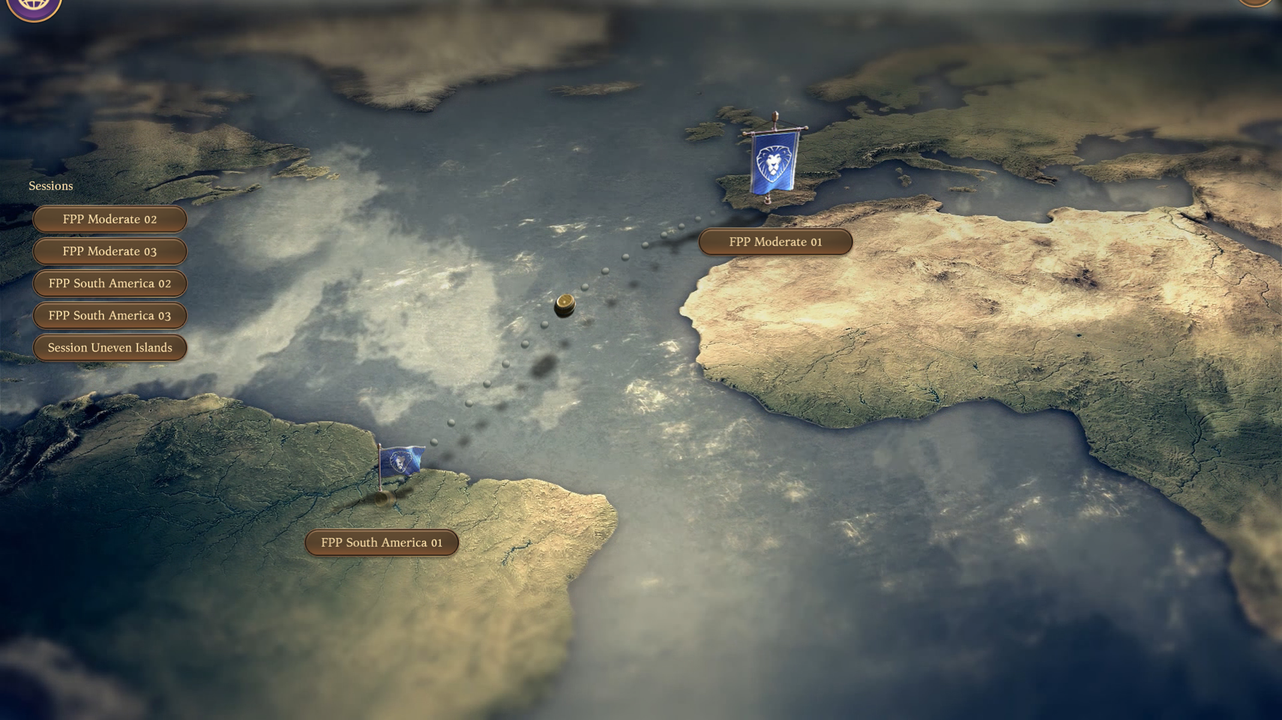 Sessions
FPP Moderate 02
FPP Moderate 03
FPP South America 02
FPP South America 03
Session Uneven Islands
FPP Moderate 01
FPP South America 01